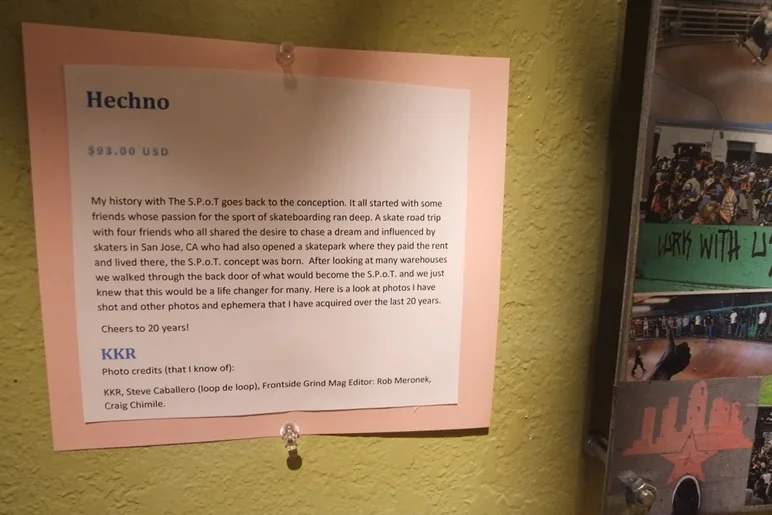 Hechno
$93.00 USD
My history with The S.P.o.T goes back to the conception. It all started with some
friends whose passion for the sport of skateboarding ran deep. A skate road trip
with four friends who all shared the desire to chase a dream and influenced by
skaters in San Jose, CA who had also opened a skatepark where they paid the rent
and lived there, the S.P.o.T. concept was born. After looking at many warehouses
we walked through the back door of what would become the S.P.o.T. and we just
knew that this would be a life changer for many. Here is a look at photos I have
shot and other photos and ephemera that I have acquired over the last 20 years.
Cheers to 20 years!
KKR
Photo credits (that I know of):
KKR, Steve Caballero (loop de loop), Frontside Grind Mag Editor: Rob Meronek,
Craig Chimile.
WORK WITH